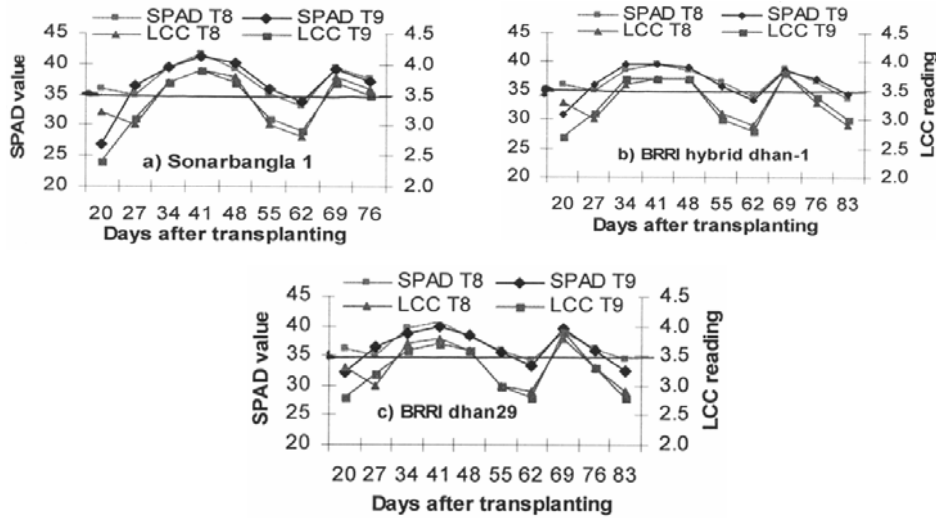 SPAD T8 SPAD T9
LCC T8 LCC T9
SPAD value
45
40
35
30
25
20
4.5
4.0
3.5
3.0
2.5
2.0
a) Sonarbangla 1
20 27 34 41 48 55 62 69 76
Days after transplanting
SPAD T8 SPAD T9
LCC T8 LCC T9
45
40
35
30
25
20
4.5
4.0
3.5
3.0
2.5
2.0
LCC reading
b) BRRI hybrid dhan-1
20 27 34 41 48 55 62 69 76 83
Days after transplanting
SPAD T8 SPAD T9
LCC T8 LCC T9
SPAD value
45
40
35
30
25
20
4.5
4.0
3.5
3.0
2.5
2.0
LCC reading
c) BRRI dhan29
20 27 34 41 48 55 62 69 76 83
Days after transplanting